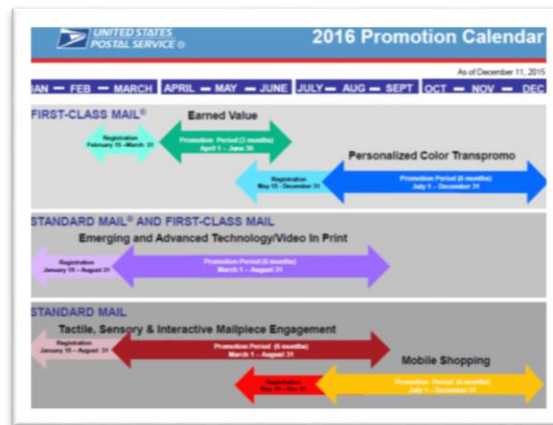 UNITED STATES
POSTAL SERVICE ®
2016 Promotion Calendar
As of December 11, 2015
JAN — FEB — MARCH APRIL — MAY — JUNE JULY — AUG — SEPT OCT — NOV — DEC
FIRST-CLASS MAIL®
Earned Value
Registration
February 15 –March 31
Promotion Period (3 months)
April 1 – June 30
Personalized Color Transpromo
Registration
May 15 - December 31
Promotion Period (6 months)
July 1 – December 31
STANDARD MAIL® AND FIRST-CLASS MAIL
Emerging and Advanced Technology/Video In Print
Registration
January 15 – August 31
Promotion Period (6 months)
March 1 – August 31
STANDARD MAIL
Tactile, Sensory & Interactive Mailpiece Engagement
Registration
January 15 – August 31
Promotion Period (6 months)
March 1 – August 31
Mobile Shopping
Registration
May 15 – Dec 31
Promotion Period (6 months)
July 1 – December 31